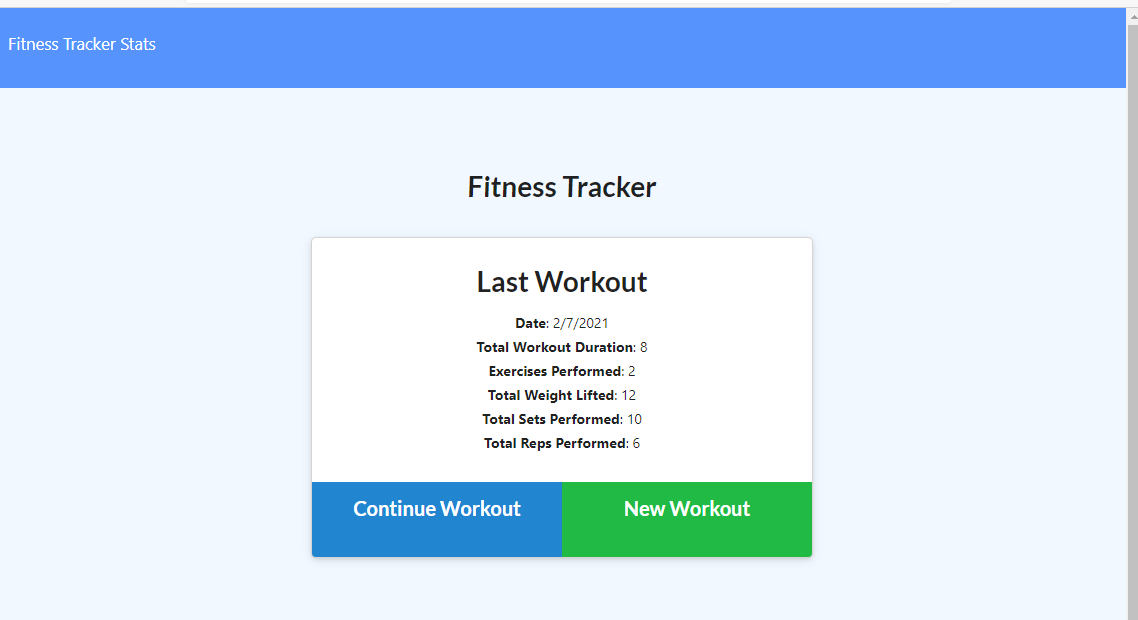 Fitness Tracker Stats
Fitness Tracker
Last Workout
Date: 2/7/2021
Total Workout Duration: 8
Exercises Performed: 2
Total Weight Lifted: 12
Total Sets Performed: 10
Total Reps Performed: 6
Continue Workout New Workout